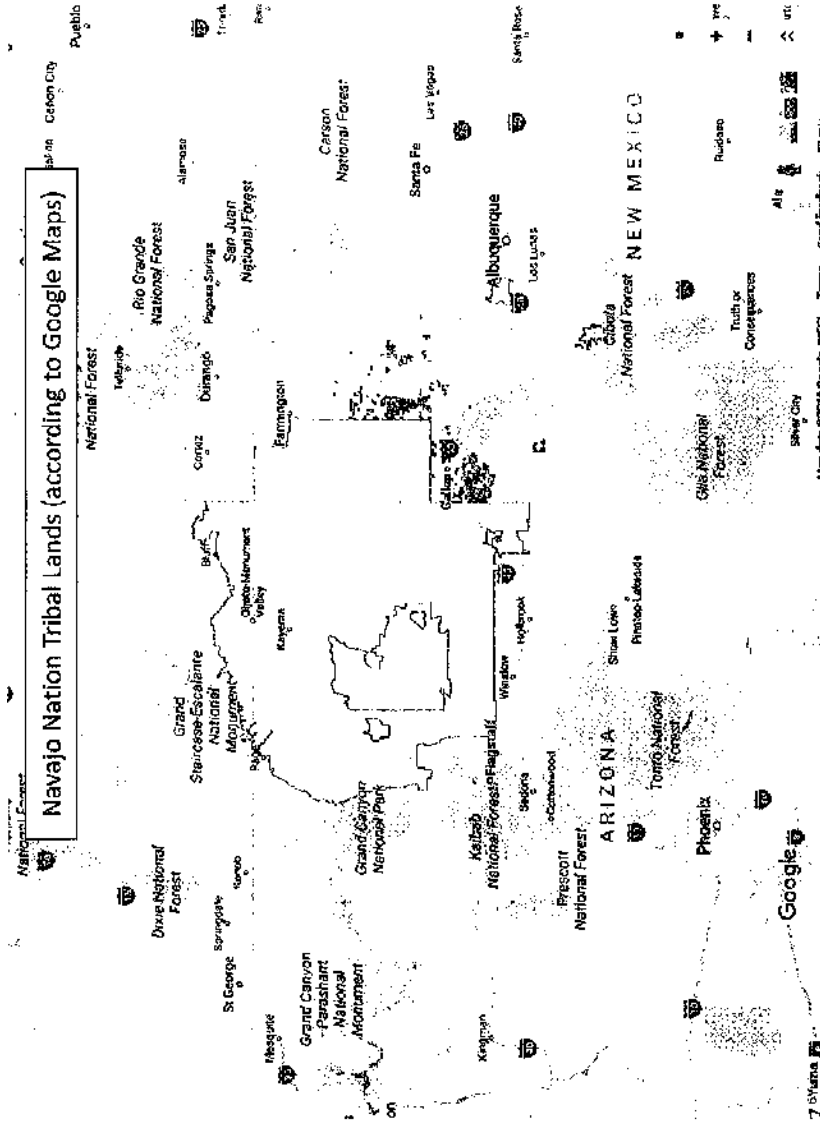 Navajo Nation Tribal Lands (according to Google Maps)
Pueblo
Cañon City
National Forest
Telluride
Rio Grande
National Forest
Alamosa
Dixie National
Forest
Grand
Staircase-Escalante
National
Monument
Cortez
Durango
Pagosa Springs
San Juan
National Forest
St George
Springdale
Kanab
Page
Bluff
Oljato-Monument
Valley
Kayenta
Farmington
Mesquite
Grand Canyon
Parashant
National
Monument
Grand Canyon
National Park
Carson
National Forest
Santa Fe
Las Vegas
Gallup
Kingman
Kaibab
National Forest
Flagstaff
Winslow
Holbrook
Albuquerque
Los Lunas
Santa Rosa
Sedona
Cottonwood
Prescott
National Forest
ARIZONA
Show Low
Pinetop-Lakeside
Cibola
National Forest
NEW MEXICO
Tonto National
Forest
Phoenix
Gila National
Forest
Truth or
Consequences
Ruidoso
Silver City
Google
Yuma